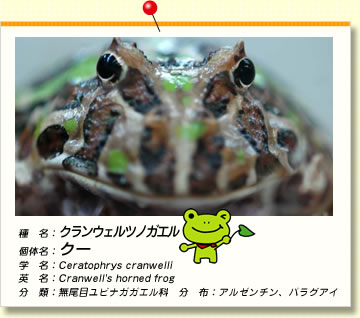 種　名：クランウェルツノガエル
個体名：クー
学　名：Ceratophrys cranwelli
英　名：Cranwell's horned frog
分　類：無尾目ユビナガガエル科　分　布：アルゼンチン、パラグアイ